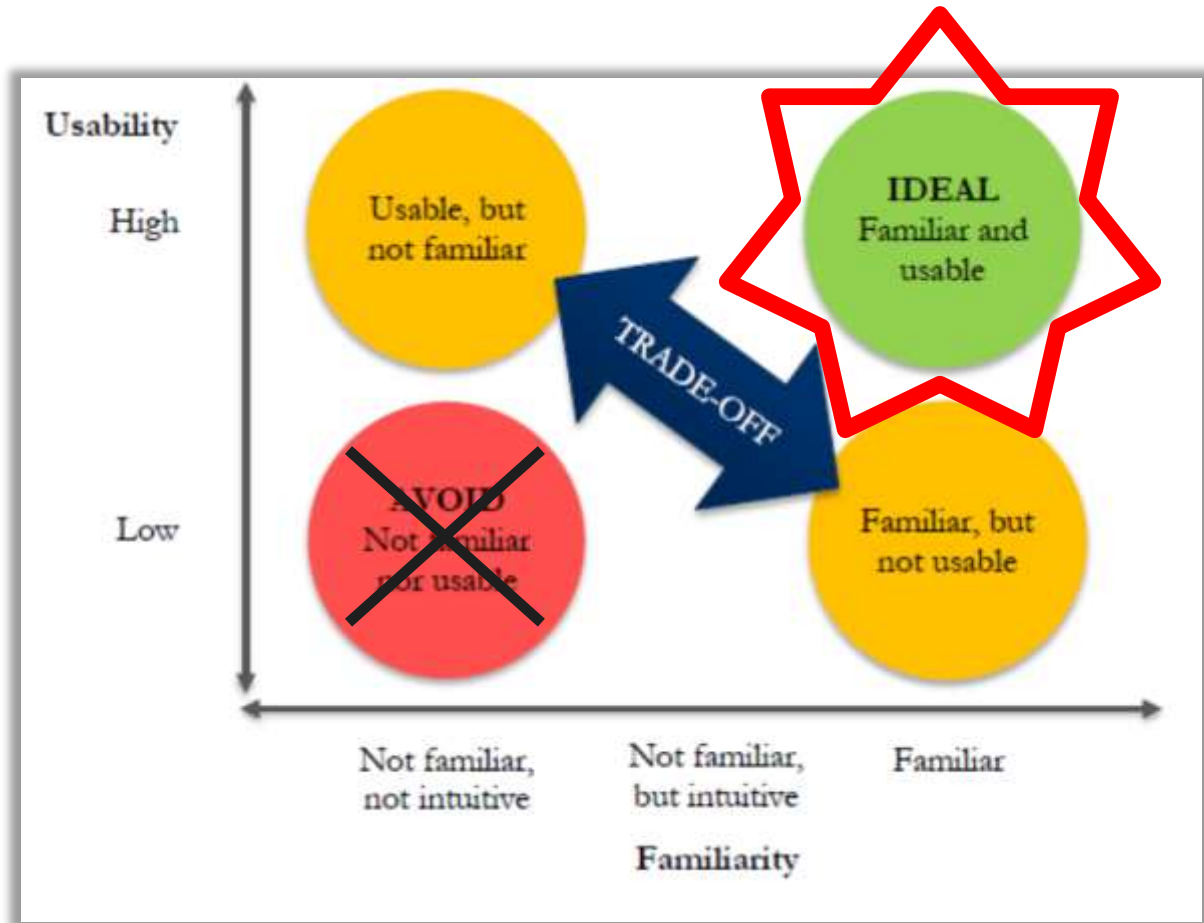 Usability
High
Low
Usable, but
not familiar
IDEAL
Familiar and
usable
TRADE-OFF
AVOID
Not familiar
nor usable
Familiar, but
not usable
Not familiar,
not intuitive
Not familiar,
but intuitive
Familiar
Familiarity